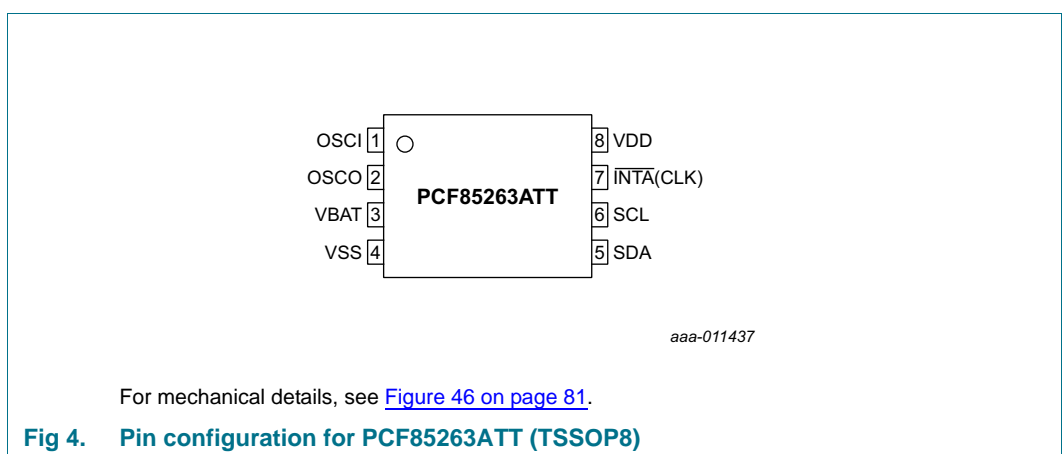 OSCI 1 8 VDD
OSCO 2 7 INTA(CLK)
PCF85263ATT
VBAT 3 6 SCL
VSS 4 5 SDA
aaa-011437
For mechanical details, see Figure 46 on page 81.
Fig 4. Pin configuration for PCF85263ATT (TSSOP8)